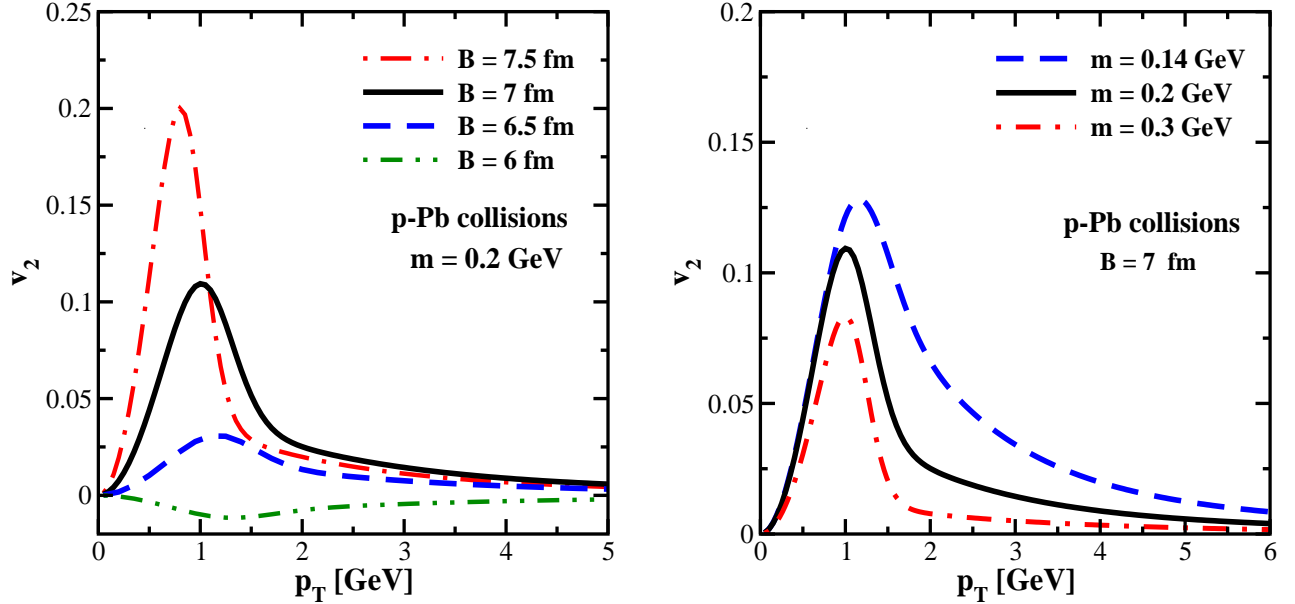 0.25
0.2
0.15
0.1
0.05
0
v2
B = 7.5 fm
B = 7 fm
B = 6.5 fm
B = 6 fm
p-Pb collisions
m = 0.2 GeV
0 1 2 3 4 5
pT [GeV]
0.2
0.15
0.1
0.05
0
v2
m = 0.14 GeV
m = 0.2 GeV
m = 0.3 GeV
p-Pb collisions
B = 7 fm
0 1 2 3 4 5 6
pT [GeV]